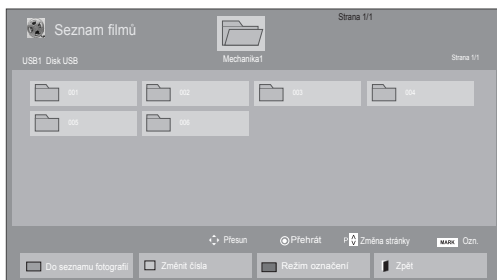 Seznam filmů
Strana 1/1
USB1 Disk USB
Mechanika1
Strana 1/1
001 002 003 004
005 006
Přesun Přehrát P Změna stránky MARK Ozn.
Do seznamu fotografií Změnit čísla Režim označení Zpět